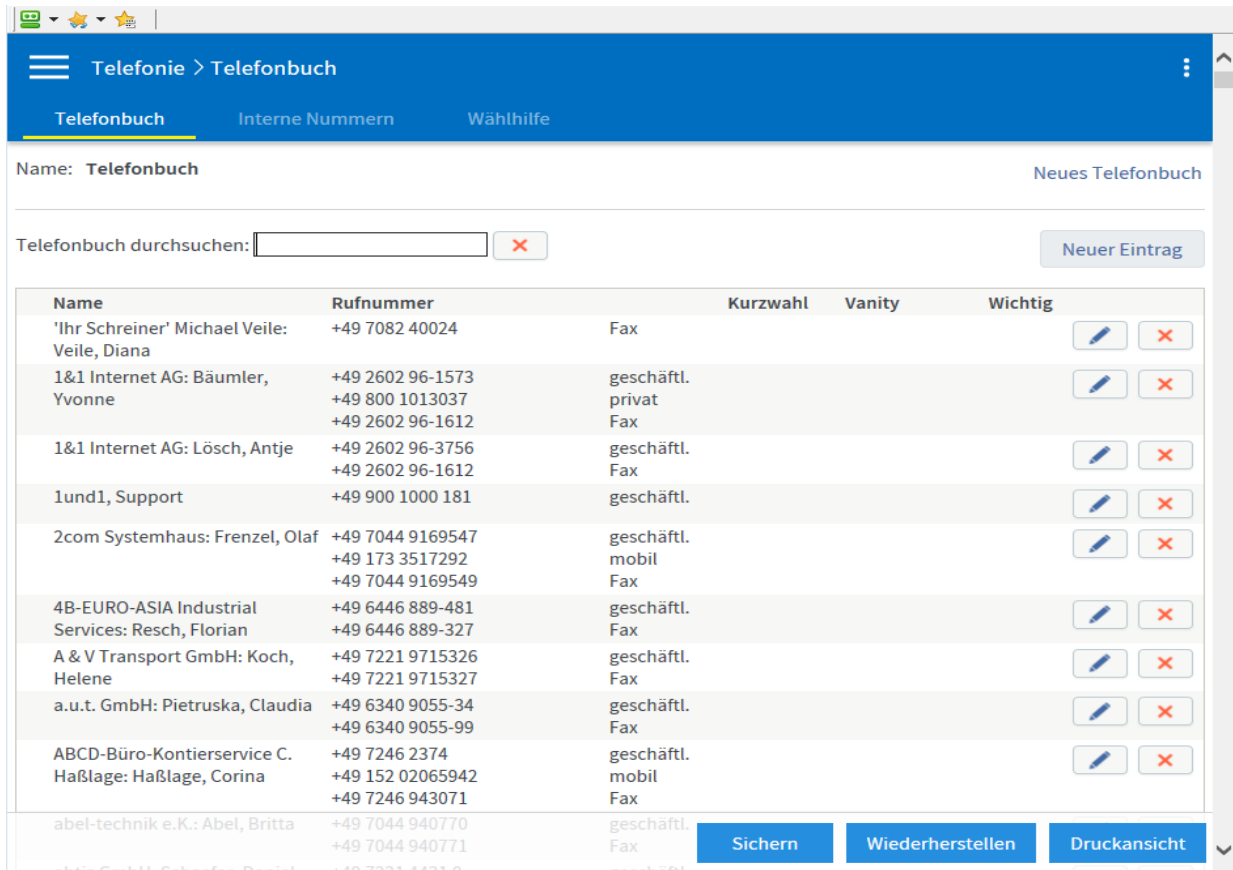 Telefonie > Telefonbuch
Telefonbuch Interne Nummern Wählhilfe
Name: Telefonbuch Neues Telefonbuch
Telefonbuch durchsuchen: Neuer Eintrag
Name Rufnummer Kurzwahl Vanity Wichtig
'Ihr Schreiner' Michael Veile: +49 7082 40024 Fax
Veile, Diana
1&1 Internet AG: Bäumler, +49 2602 96-1573 geschäftl.
Yvonne +49 800 1013037 privat
+49 2602 96-1612 Fax
1&1 Internet AG: Lösch, Antje +49 2602 96-3756 geschäftl.
+49 2602 96-1612 Fax
1und1, Support +49 900 1000 181 geschäftl.
2com Systemhaus: Frenzel, Olaf +49 7044 9169547 geschäftl.
+49 173 3517292 mobil
+49 7044 9169549 Fax
4B-EURO-ASIA Industrial +49 6446 889-481 geschäftl.
Services: Resch, Florian +49 6446 889-327 Fax
A & V Transport GmbH: Koch, +49 7221 9715326 geschäftl.
Helene +49 7221 9715327 Fax
a.u.t. GmbH: Pietruska, Claudia +49 6340 9055-34 geschäftl.
+49 6340 9055-99 Fax
ABCD-Büro-Kontierservice C. +49 7246 2374 geschäftl.
Haßlage: Haßlage, Corina +49 152 02065942 mobil
+49 7246 943071 Fax
abel-technik e.K.: Abel, Britta +49 7044 940770 geschäftl.
+49 7044 940771 Fax
Sichern Wiederherstellen Druckansicht